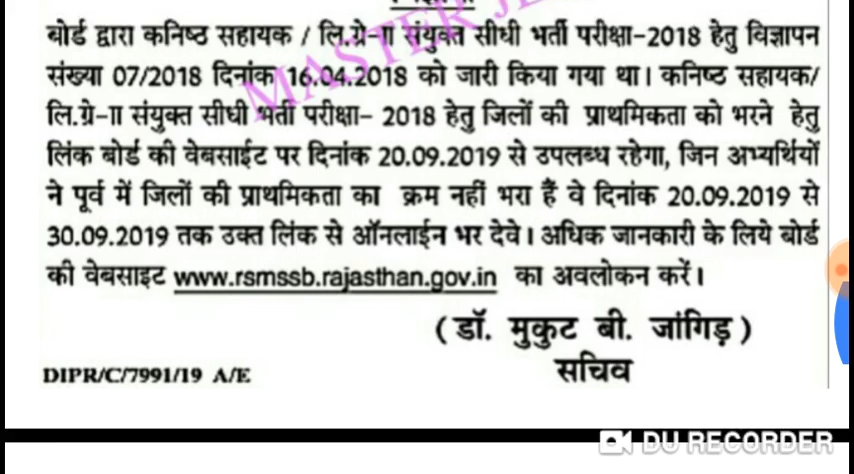 बोर्ड द्वारा कनिष्ठ सहायक / लि.ग्रे-II संयुक्त सीधी भर्ती परीक्षा-2018 हेतु विज्ञापन
संख्या 07/2018 दिनांक 16.04.2018 को जारी किया गया था। कनिष्ठ सहायक/
लि.ग्रे-II संयुक्त सीधी भर्ती परीक्षा- 2018 हेतु जिलों की प्राथमिकता को भरने हेतु
लिंक बोर्ड की वेबसाईट पर दिनांक 20.09.2019 से उपलब्ध रहेगा, जिन अभ्यर्थियों
ने पूर्व में जिलों की प्राथमिकता का क्रम नहीं भरा हैं वे दिनांक 20.09.2019 से
30.09.2019 तक उक्त लिंक से ऑनलाईन भर देवे। अधिक जानकारी के लिये बोर्ड
की वेबसाइट www.rsmssb.rajasthan.gov.in का अवलोकन करें।
(डॉ. मुकुट बी. जांगिड़)
सचिव
DIPR/C/7991/19 A/E
MASTER
DU RECORDER